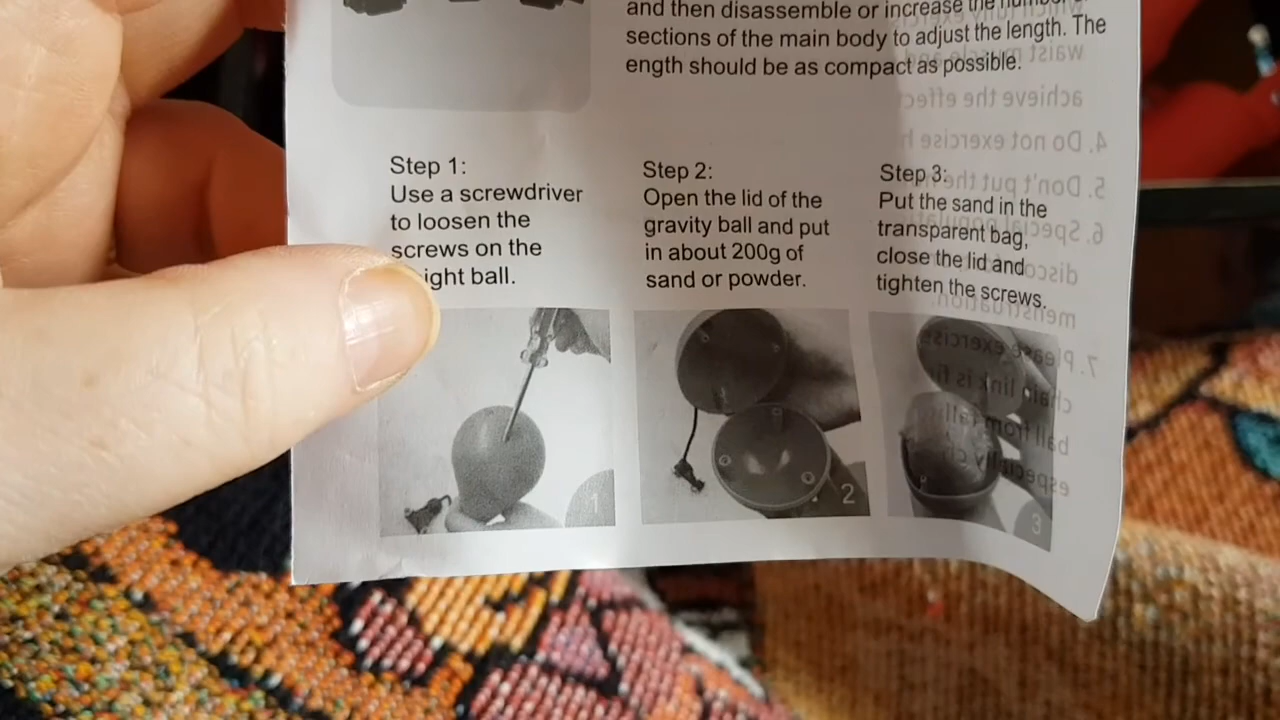 and then disassemble or increase the number
sections of the main body to adjust the length. The
ength should be as compact as possible.
Step 1:
Use a screwdriver
to loosen the
screws on the
ight ball.
Step 2:
Open the lid of the
gravity ball and put
in about 200g of
sand or powder.
Step 3:
Put the sand in the
transparent bag,
close the lid and
tighten the screws.
1
2
3